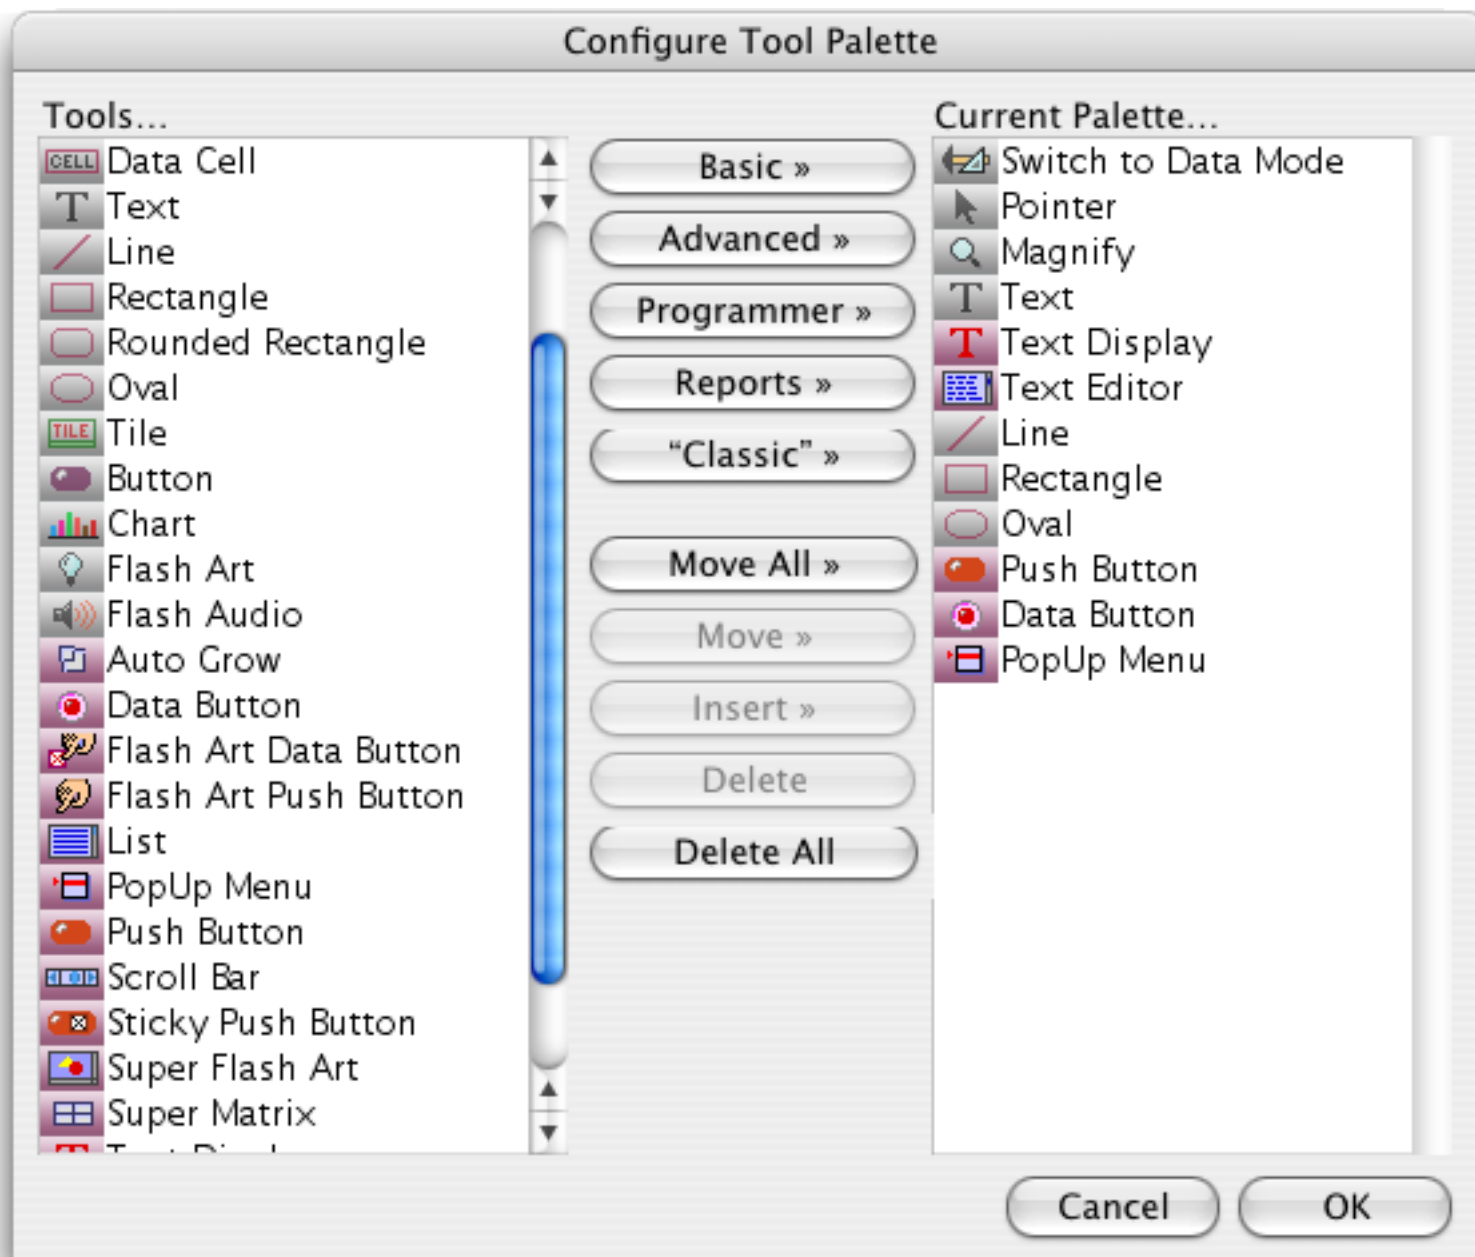 Configure Tool Palette
Tools...
CELL Data Cell
T Text
Line
Rectangle
Rounded Rectangle
Oval
TILE Tile
Button
Chart
Flash Art
Flash Audio
Auto Grow
Data Button
Flash Art Data Button
Flash Art Push Button
List
PopUp Menu
Push Button
Scroll Bar
Sticky Push Button
Super Flash Art
Super Matrix
Basic »
Advanced »
Programmer »
Reports »
“Classic” »
Move All »
Move »
Insert »
Delete
Delete All
Current Palette...
Switch to Data Mode
Pointer
Magnify
T Text
T Text Display
Text Editor
Line
Rectangle
Oval
Push Button
Data Button
PopUp Menu
Cancel
OK